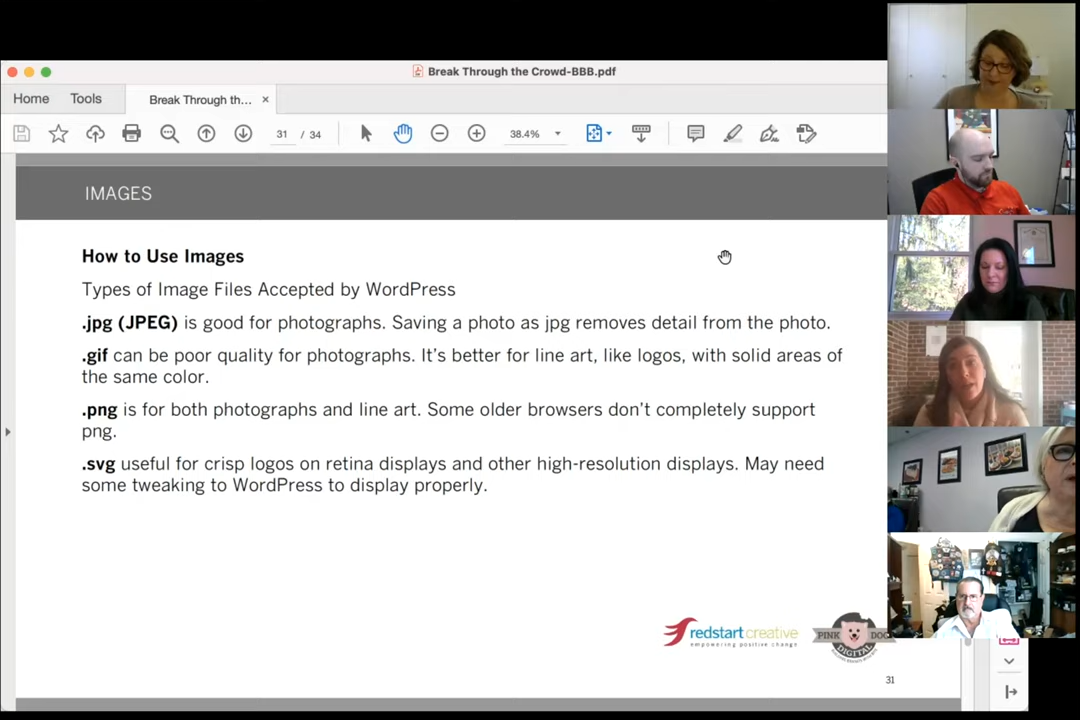 Break Through the Crowd-BBB.pdf
Home
Tools
Break Through th...
31 / 34
38.4%
IMAGES
How to Use Images
Types of Image Files Accepted by WordPress
.jpg (JPEG) is good for photographs. Saving a photo as jpg removes detail from the photo.
.gif can be poor quality for photographs. It’s better for line art, like logos, with solid areas of
the same color.
.png is for both photographs and line art. Some older browsers don’t completely support
png.
.svg useful for crisp logos on retina displays and other high-resolution displays. May need
some tweaking to WordPress to display properly.
redstart creative
empowering positive change
PINK DOG
DIGITAL
31